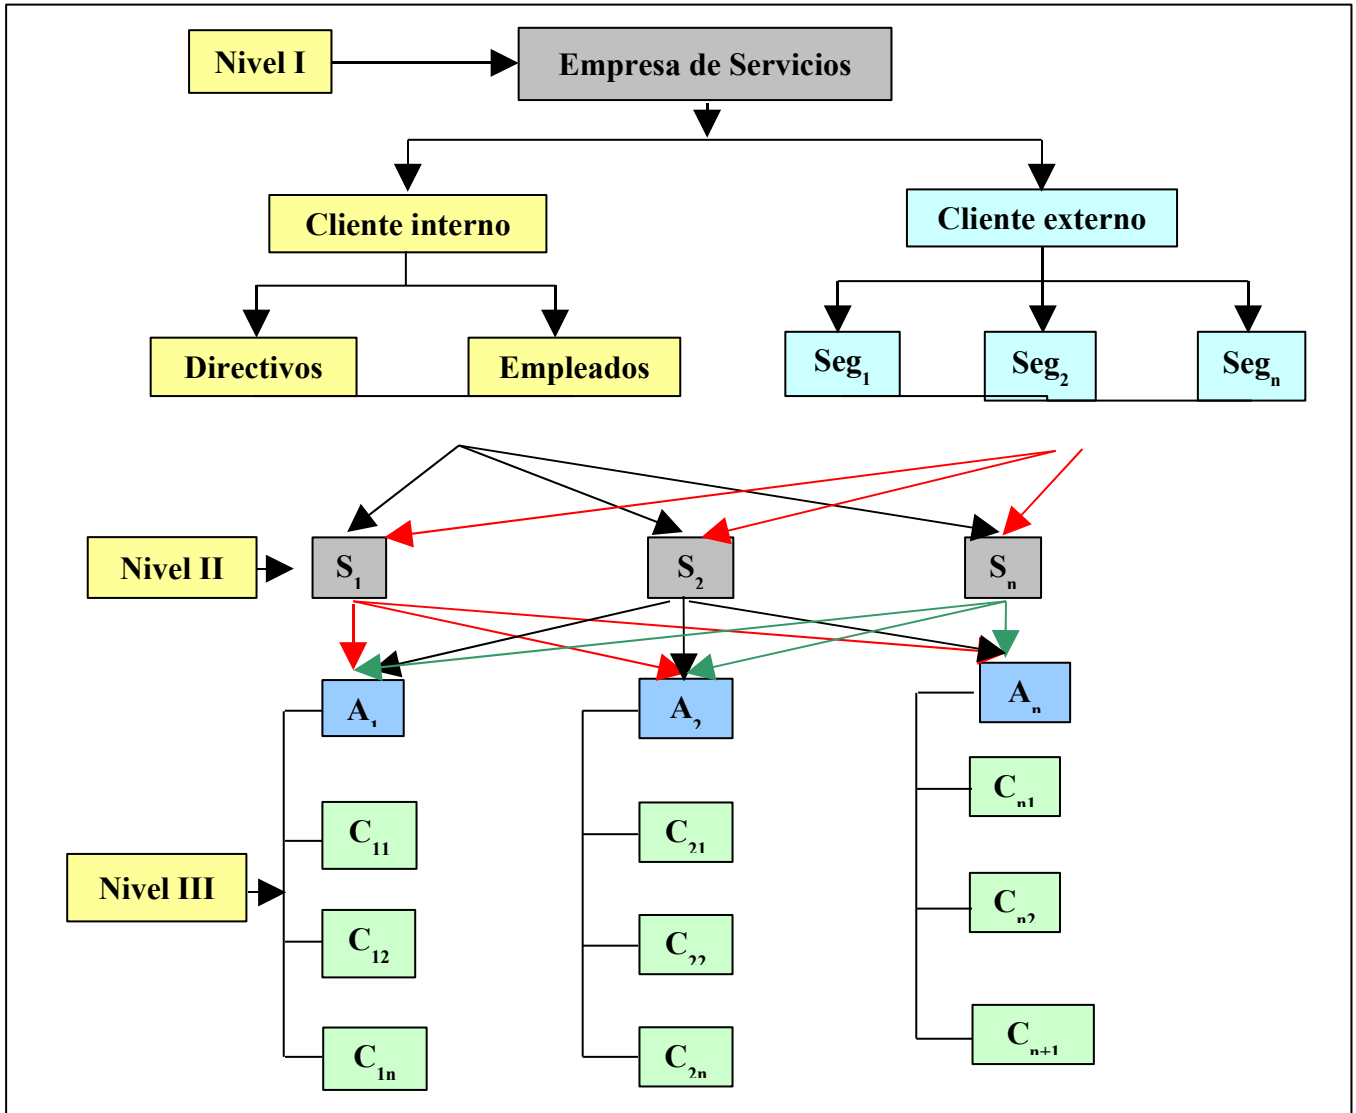 Nivel I
Empresa de Servicios
Cliente interno
Cliente externo
Directivos
Empleados
Seg1
Seg2
Segn
Nivel II
S1
S2
Sn
A1
A2
An
C11
C21
Cn1
Nivel III
C12
C22
Cn2
C1n
C2n
Cn+1